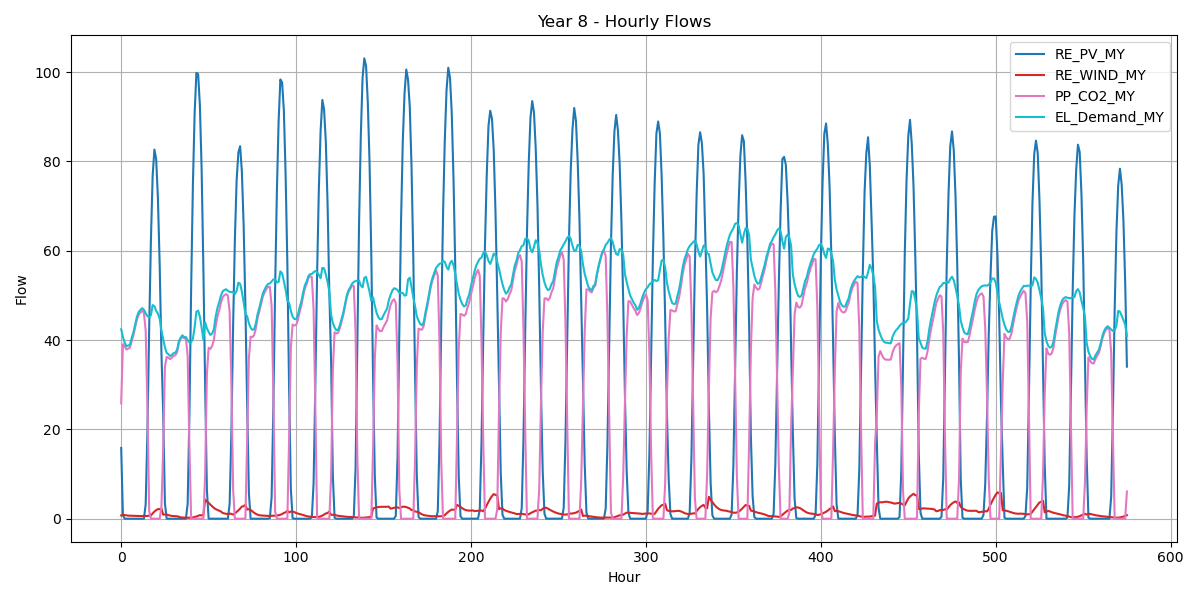 Year 8 - Hourly Flows
RE_PV_MY
RE_WIND_MY
PP_CO2_MY
EL_Demand_MY
100
80
60
40
20
0
Flow
0 100 200 300 400 500 600
Hour